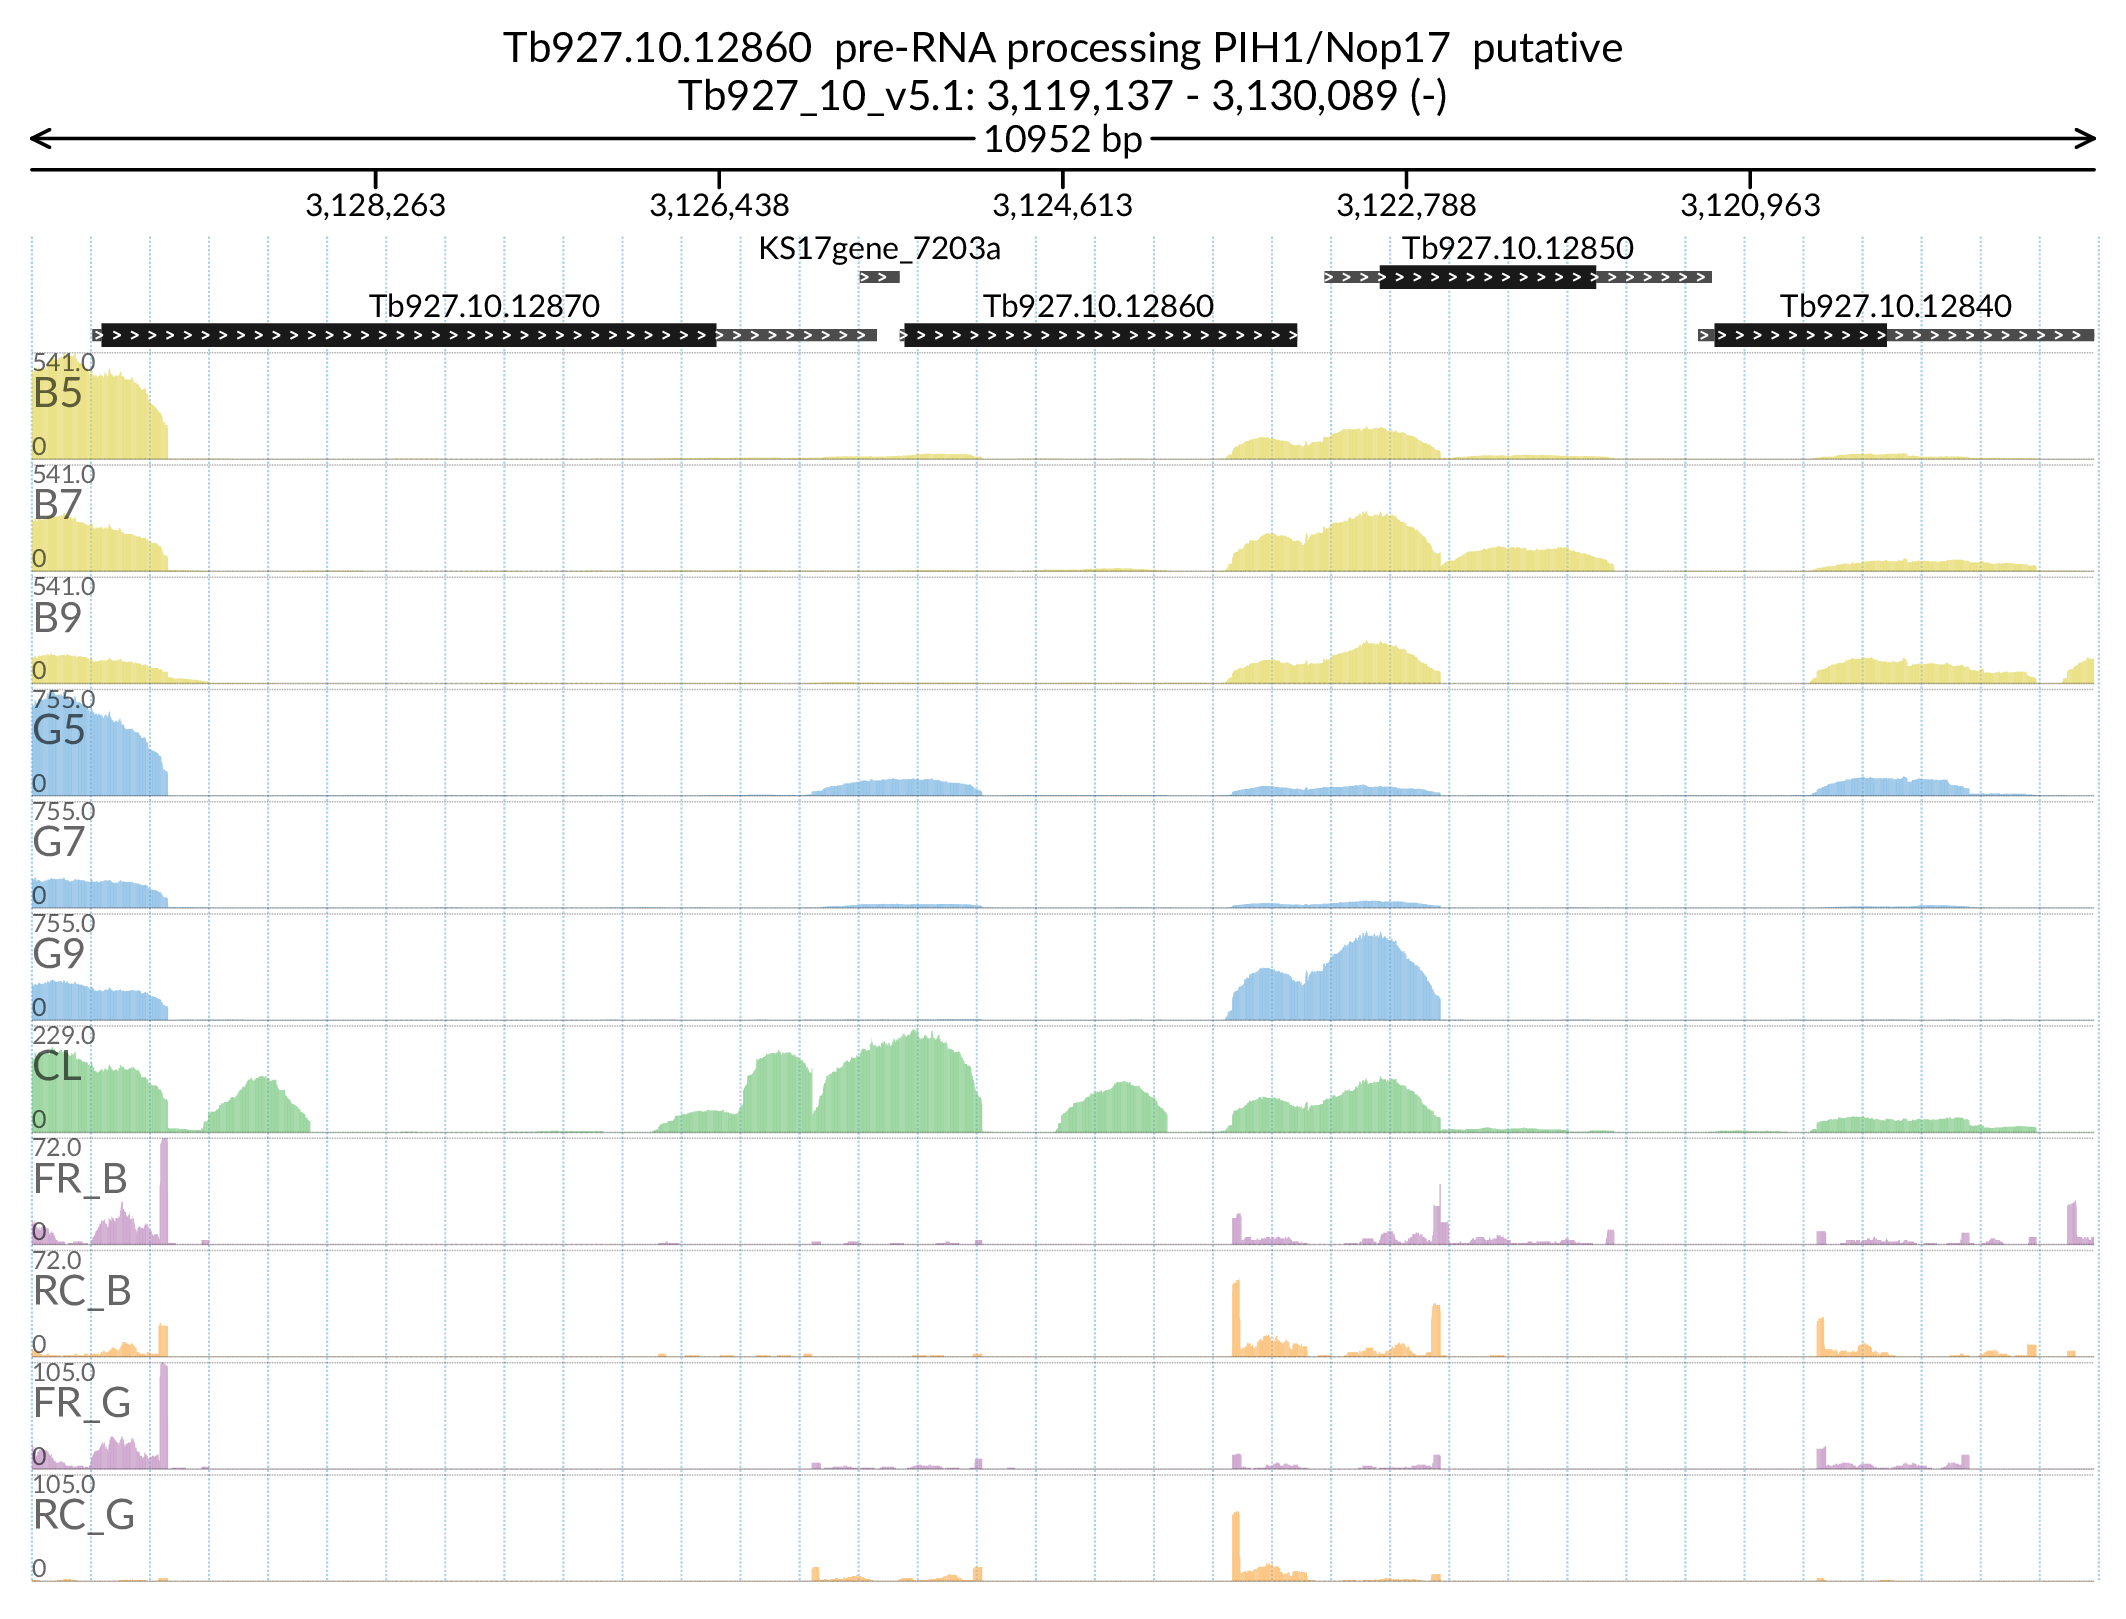 Tb927.10.12860  pre-RNA processing PIH1/Nop17  putative
Tb927_10_v5.1: 3,119,137 - 3,130,089 (-)
10952 bp
3,128,263 3,126,438 3,124,613 3,122,788 3,120,963
KS17gene_7203a Tb927.10.12850
Tb927.10.12870 Tb927.10.12860 Tb927.10.12840
541.0
B5
0
541.0
B7
0
541.0
B9
0
755.0
G5
0
755.0
G7
0
755.0
G9
0
229.0
CL
0
72.0
FR_B
0
72.0
RC_B
0
105.0
FR_G
0
105.0
RC_G
0